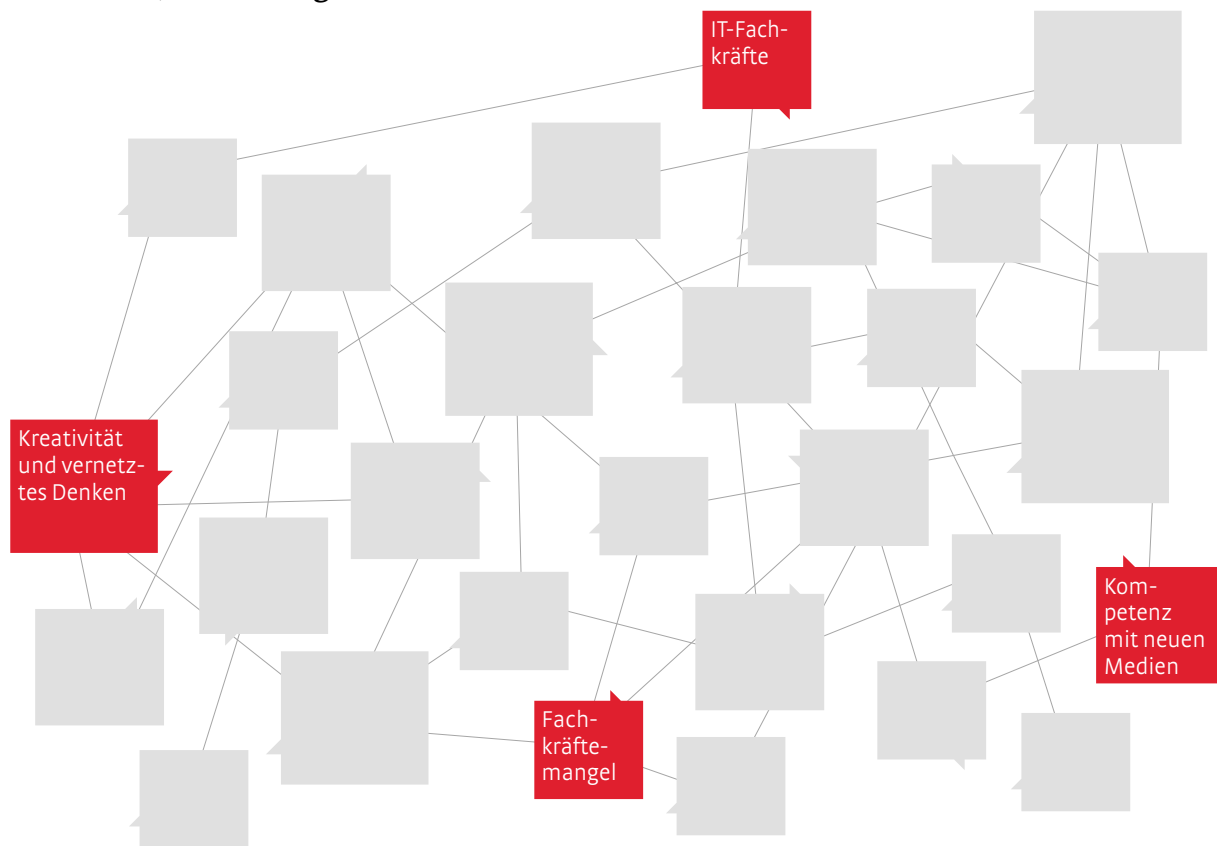 IT-Fach-
kräfte
Kreativität
und vernetz-
tes Denken
Kom-
petenz
mit neuen
Medien
Fach-
kräfte-
mangel